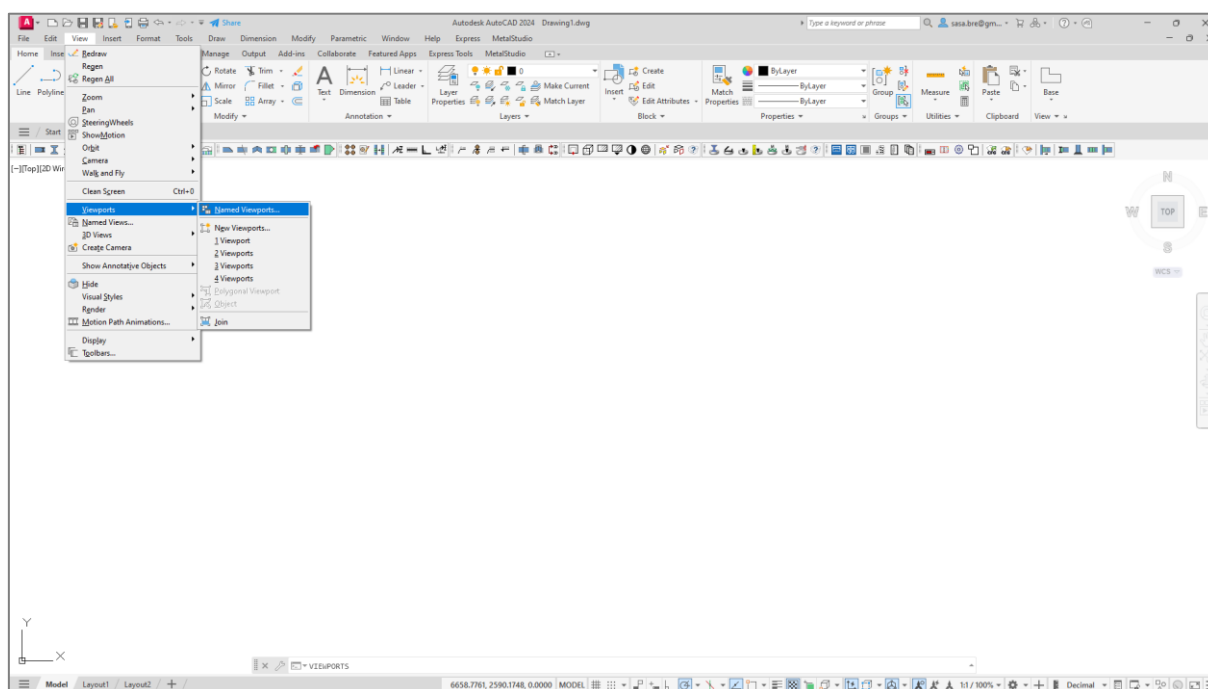 Share
Autodesk AutoCAD 2024 Drawing1.dwg
Type a keyword or phrase
sasa.bre@gm...
File Edit View Insert Format Tools Draw Dimension Modify Parametric Window Help Express MetalStudio
Home Inse Manage Output Add-ins Collaborate Featured Apps Express Tools MetalStudio
Line Polyline
Rotate Trim
Mirror Fillet
Scale Array
Modify
Text Dimension
Linear
Leader
Table
Annotation
Layer
Properties
0
Make Current
Match Layer
Layers
Insert
Create
Edit
Edit Attributes
Block
Match
Properties
ByLayer
ByLayer
ByLayer
Properties
Group
Groups
Measure
Utilities
Paste
Clipboard
Base
View
Start
[-][Top][2D Wir
Redraw
Regen
Regen All
Zoom
Pan
SteeringWheels
ShowMotion
Orbit
Camera
Walk and Fly
Clean Screen Ctrl+0
Viewports
Named Views...
3D Views
Create Camera
Show Annotative Objects
Hide
Visual Styles
Render
Motion Path Animations...
Display
Toolbars...
Named Viewports...
New Viewports...
1 Viewport
2 Viewports
3 Viewports
4 Viewports
Polygonal Viewport
Object
Join
N
W TOP E
S
WCS
Y
X
VIEWPORTS
Model Layout1 Layout2
6658.7761, 2590.1748, 0.0000 MODEL 1:1 / 100% Decimal